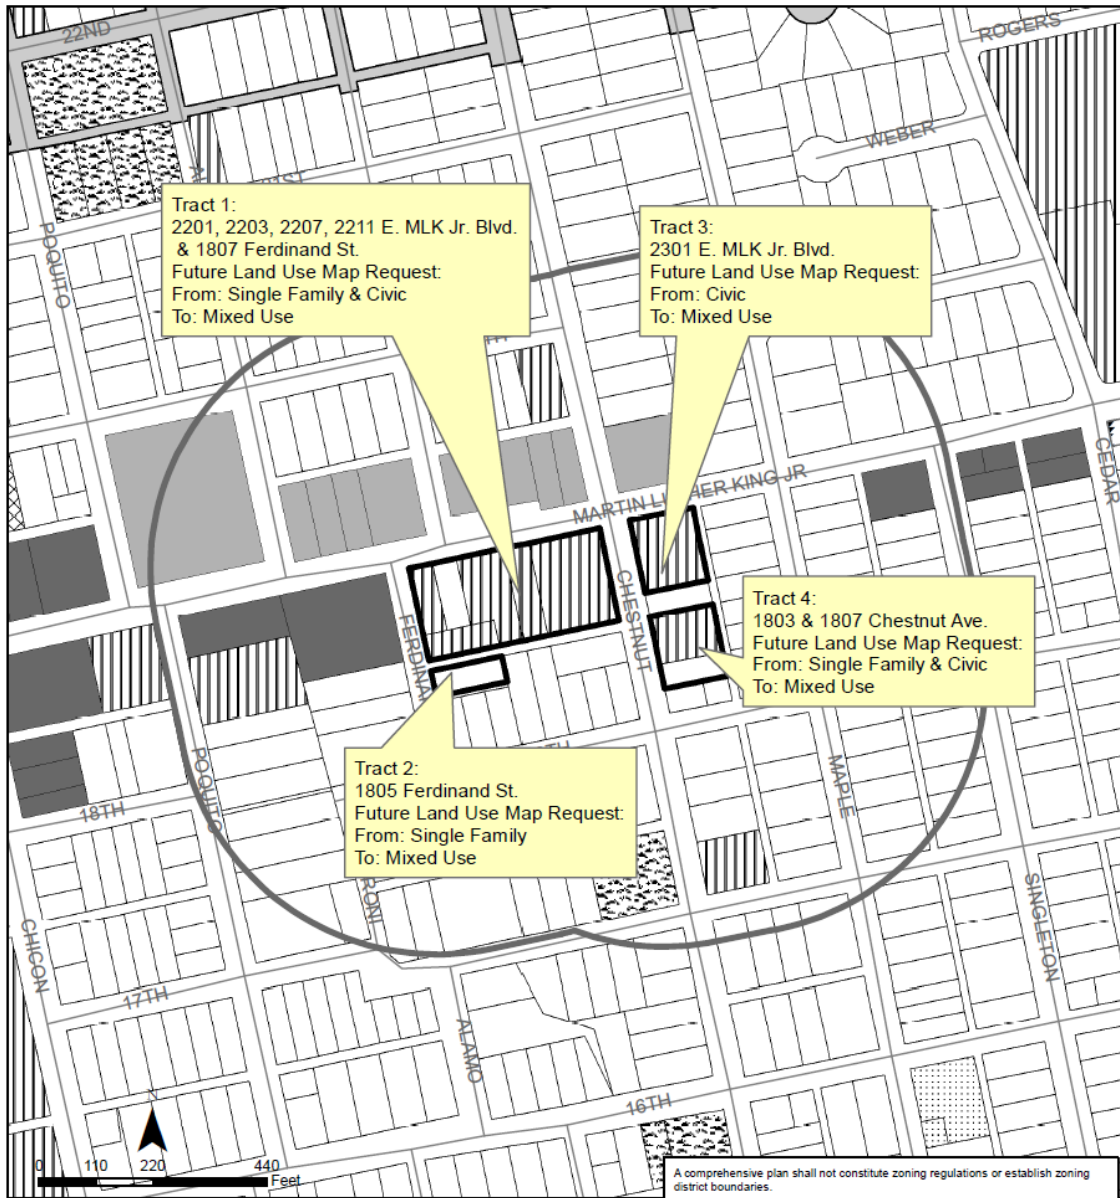 22ND
ROGERS
WEBER
21ST
Tract 1:
2201, 2203, 2207, 2211 E. MLK Jr. Blvd.
& 1807 Ferdinand St.
Future Land Use Map Request:
From: Single Family & Civic
To: Mixed Use
Tract 3:
2301 E. MLK Jr. Blvd.
Future Land Use Map Request:
From: Civic
To: Mixed Use
POQUITO
CEDAR
MARTIN LUTHER KING JR
CHESTNUT
FERDINAN
Tract 4:
1803 & 1807 Chestnut Ave.
Future Land Use Map Request:
From: Single Family & Civic
To: Mixed Use
Tract 2:
1805 Ferdinand St.
Future Land Use Map Request:
From: Single Family
To: Mixed Use
TH
POQUITO
MAPLE
18TH
RONI
SINGLETON
CHICON
17TH
ALAMO
16TH
N
0 110 220 440
Feet
A comprehensive plan shall not constitute zoning regulations or establish zoning
district boundaries.